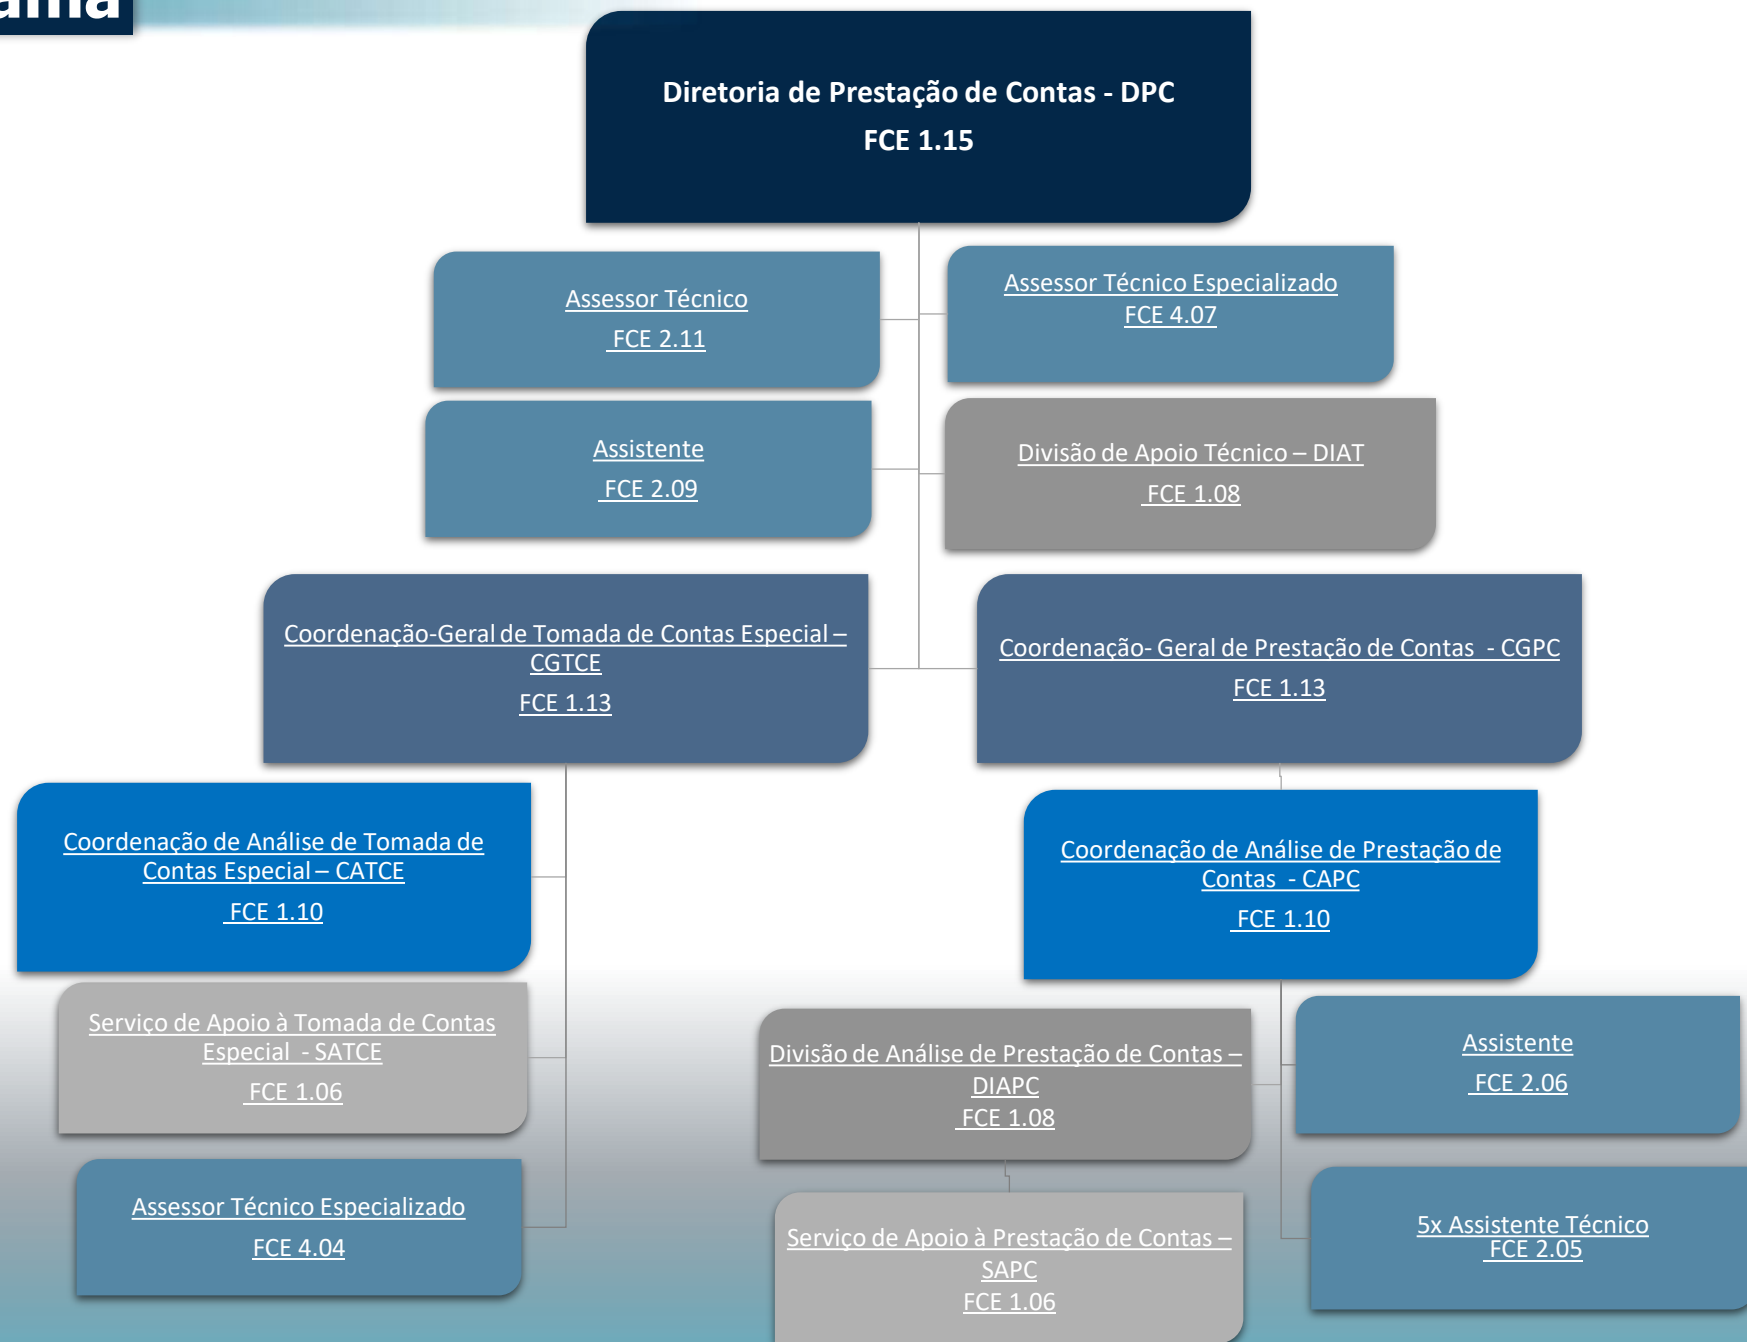 Diretoria de Prestação de Contas - DPC
FCE 1.15
Assessor Técnico
FCE 2.11
Assessor Técnico Especializado
FCE 4.07
Assistente
FCE 2.09
Divisão de Apoio Técnico – DIAT
FCE 1.08
Coordenação-Geral de Tomada de Contas Especial –
CGTCE
FCE 1.13
Coordenação- Geral de Prestação de Contas - CGPC
FCE 1.13
Coordenação de Análise de Tomada de
Contas Especial – CATCE
FCE 1.10
Coordenação de Análise de Prestação de
Contas - CAPC
FCE 1.10
Serviço de Apoio à Tomada de Contas
Especial - SATCE
FCE 1.06
Divisão de Análise de Prestação de Contas –
DIAPC
FCE 1.08
Assistente
FCE 2.06
Assessor Técnico Especializado
FCE 4.04
Serviço de Apoio à Prestação de Contas –
SAPC
FCE 1.06
5x Assistente Técnico
FCE 2.05